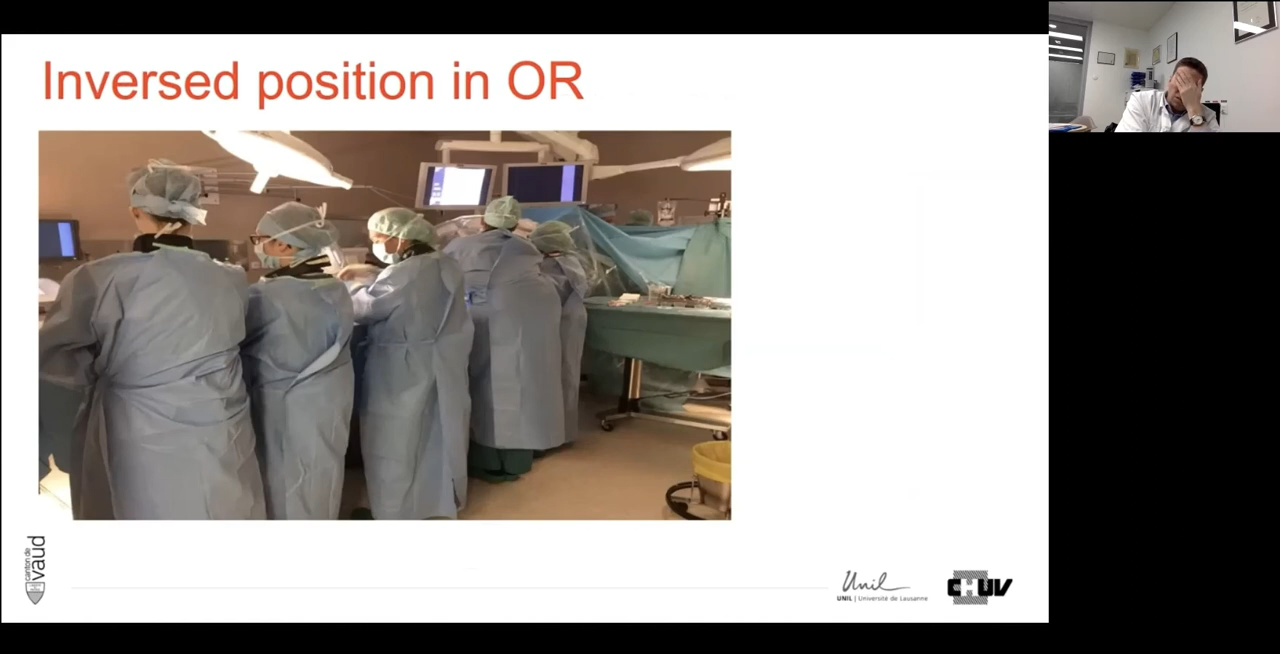 Inversed position in OR
canton de
vaud
Unil
UNIL | Université de Lausanne
CHUV